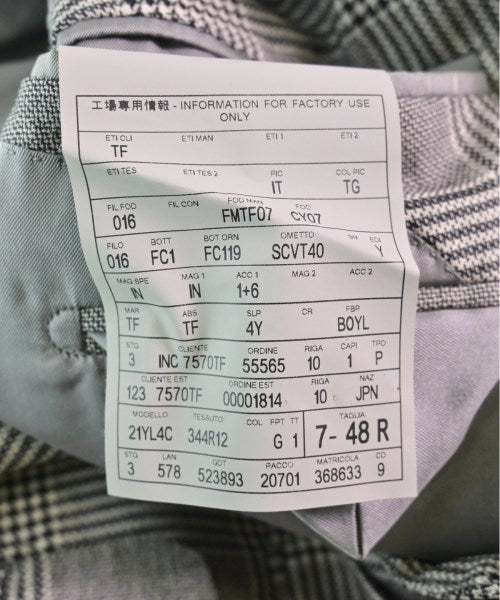 工場専用情報 - INFORMATION FOR FACTORY USE
ONLY
ETI CLI ETI MAN ETI 1 ETI 2
TF
ETI TES ETI TES 2 PIC COL PIC
IT TG
FIL FOD FIL CON FOD MAN FOD
016 FMTF07 CY07
FILO BOTT BOT ORN OMETTO EDI
016 FC1 FC119 SCVT40 Y
MAG SPE MAG 1 ACC 1 MAG 2 ACC 2
IN IN 1+6
MAR ABS SLP CR FBP
TF TF 4Y BOYL
STG CLIENTE ORDINE RIGA CAPI TPO
3 INC 7570TF 55565 10 1 P
CLIENTE EST ORDINE EST RIGA NAZ
123 7570TF 00001814 10 JPN
MODELLO TESSUTO COL FPT TT TAGLIA
21YL4C 344R12 G 1 7- 48 R
STG LAN GDT PACCO MATRICOLA CD
3 578 523893 20701 368633 9